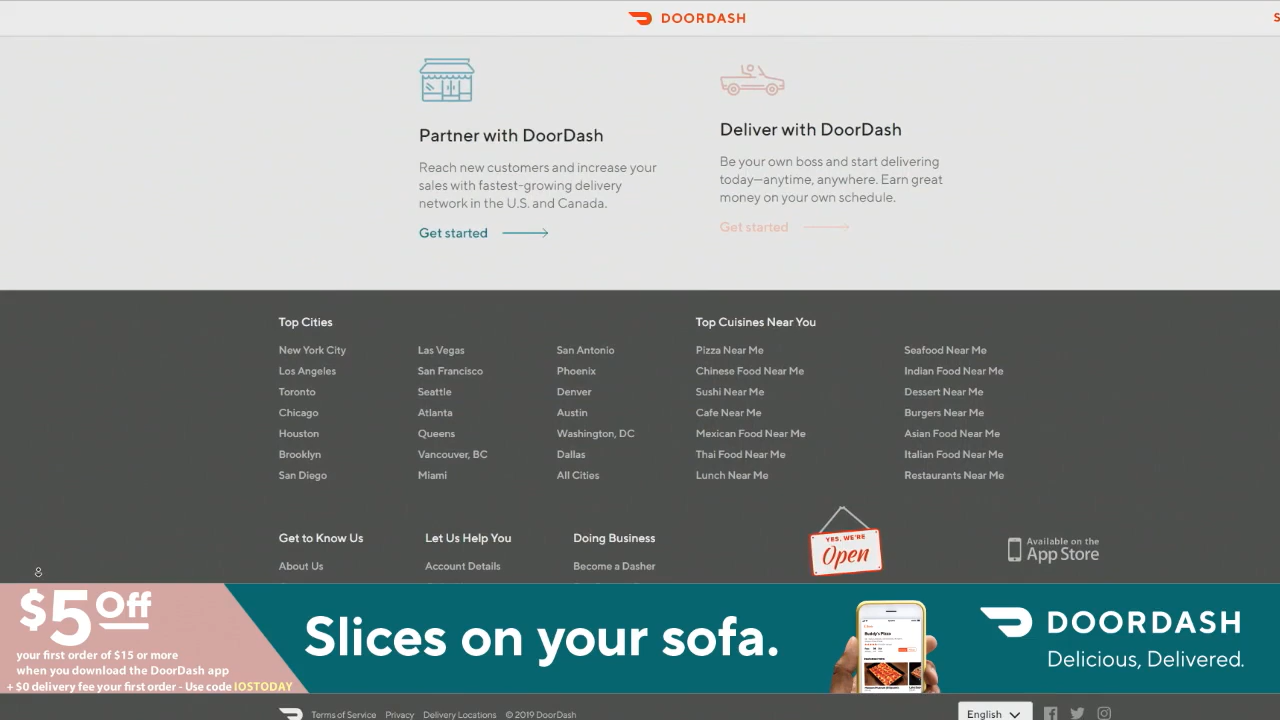 DOORDASH
S
Partner with DoorDash
Reach new customers and increase your
sales with fastest-growing delivery
network in the U.S. and Canada.
Get started
Deliver with DoorDash
Be your own boss and start delivering
today—anytime, anywhere. Earn great
money on your own schedule.
Get started
Top Cities
New York City
Los Angeles
Toronto
Chicago
Houston
Brooklyn
San Diego
Las Vegas
San Francisco
Seattle
Atlanta
Queens
Vancouver, BC
Miami
San Antonio
Phoenix
Denver
Austin
Washington, DC
Dallas
All Cities
Top Cuisines Near You
Pizza Near Me
Chinese Food Near Me
Sushi Near Me
Cafe Near Me
Mexican Food Near Me
Thai Food Near Me
Lunch Near Me
Seafood Near Me
Indian Food Near Me
Dessert Near Me
Burgers Near Me
Asian Food Near Me
Italian Food Near Me
Restaurants Near Me
Get to Know Us
About Us
Let Us Help You
Account Details
Doing Business
Become a Dasher
YES, WE'RE
Open
Available on the
App Store
$5 Off
your first order of $15 or more
when you download the DoorDash app
+ $0 delivery fee your first order - Use code IOSTODAY
Slices on your sofa.
Buddy's Pizza
DOORDASH
Delicious, Delivered.
Terms of Service
Privacy
Delivery Locations
© 2019 DoorDash
English